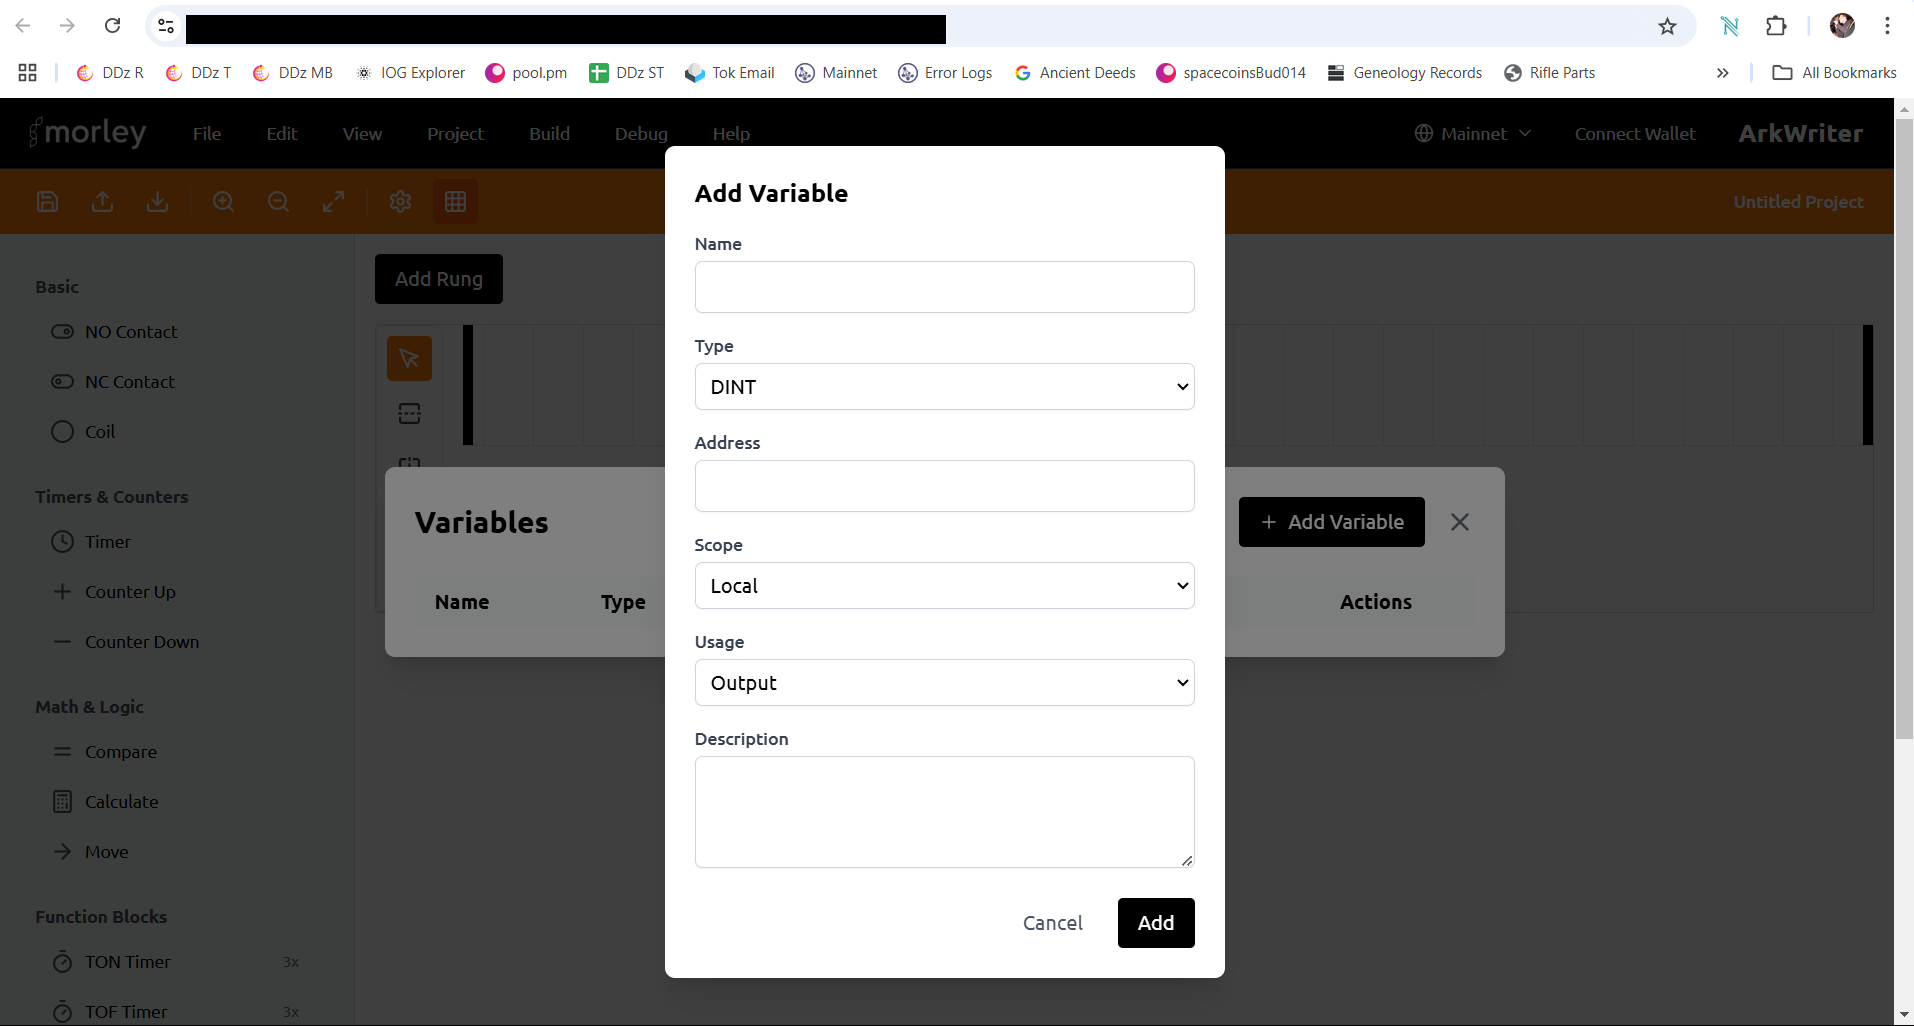 DDz R DDz T DDz MB IOG Explorer pool.pm DDz ST Tok Email Mainnet Error Logs Ancient Deeds spacecoinsBud014 Geneology Records Rifle Parts » All Bookmarks
morley File Edit View Project Build Debug Help Mainnet Connect Wallet ArkWriter
Untitled Project
Basic
NO Contact
NC Contact
Coil
Timers & Counters
Timer
Counter Up
Counter Down
Math & Logic
Compare
Calculate
Move
Function Blocks
TON Timer 3x
TOF Timer 3x
Add Rung
Variables
+ Add Variable
Name Type Actions
Add Variable
Name
Type
DINT
Address
Scope
Local
Usage
Output
Description
Cancel Add